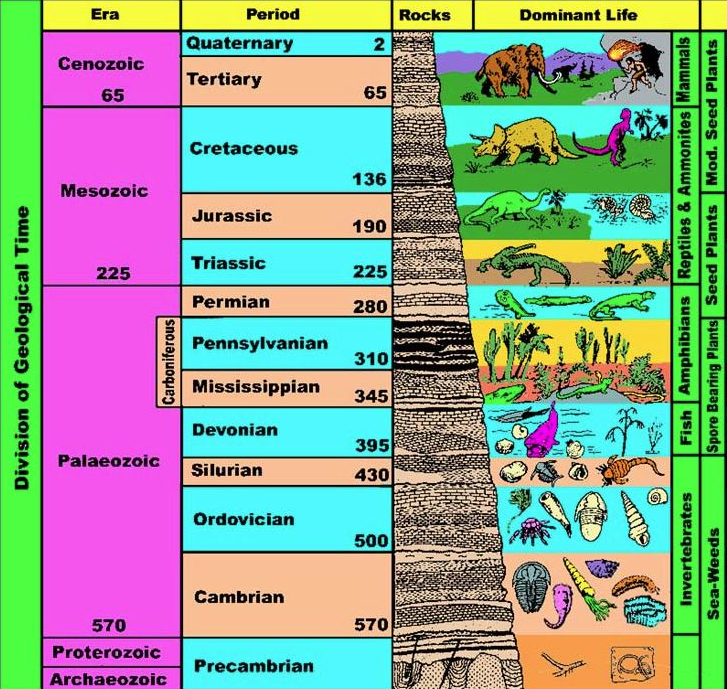 Era
Period
Rocks
Dominant Life
Division of Geological Time
Cenozoic
65
Quaternary 2
Tertiary
65
Mesozoic
225
Cretaceous
136
Jurassic
190
Triassic
225
Palaeozoic
570
Permian
280
Carboniferous
Pennsylvanian
310
Mississippian
345
Devonian
395
Silurian
430
Ordovician
500
Cambrian
570
Proterozoic
Archaeozoic
Precambrian
Mammals
Reptiles & Ammonites
Amphibians
Fish
Invertebrates
Mod. Seed Plants
Seed Plants
Spore Bearing Plants
Sea-Weeds